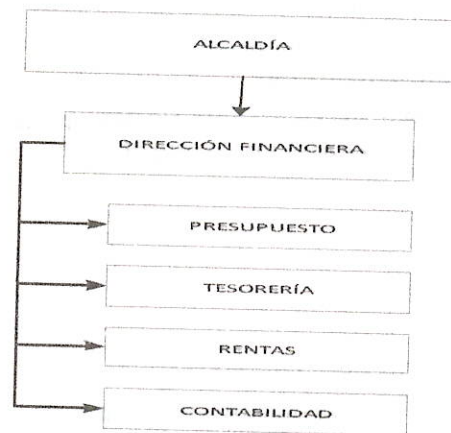 ALCALDÍA
DIRECCIÓN FINANCIERA
PRESUPUESTO
TESORERÍA
RENTAS
CONTABILIDAD